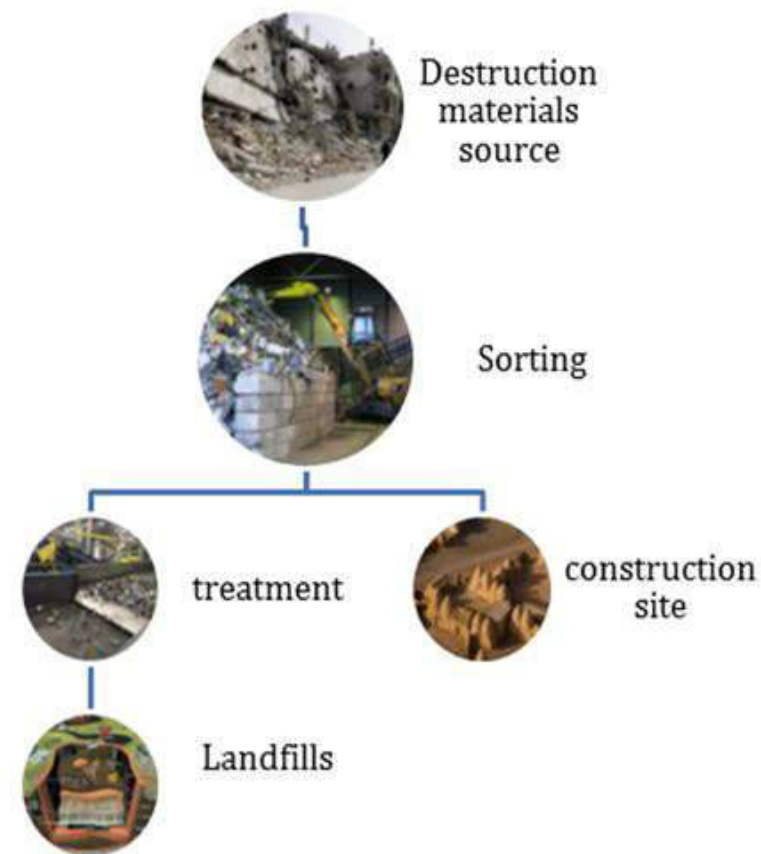 Destruction
materials
source
Sorting
treatment
construction
site
Landfills